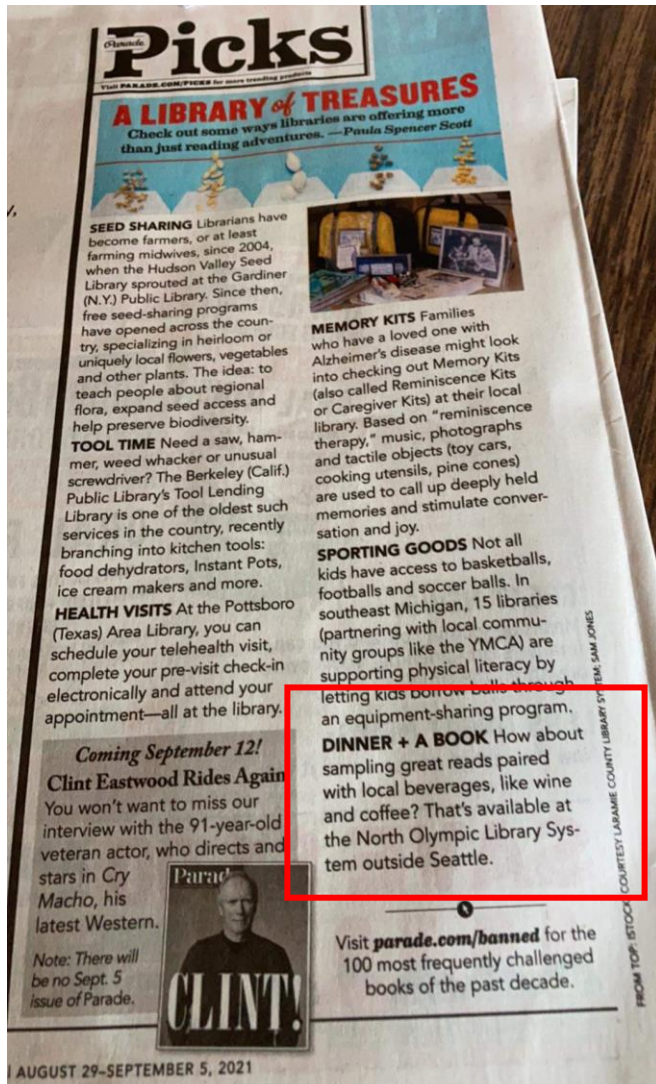 Parade
Picks
Visit PARADE.COM/PICKS for more trending products
A LIBRARY of TREASURES
Check out some ways libraries are offering more
than just reading adventures. —Paula Spencer Scott
SEED SHARING Librarians have
become farmers, or at least
farming midwives, since 2004,
when the Hudson Valley Seed
Library sprouted at the Gardiner
(N.Y.) Public Library. Since then,
free seed-sharing programs
have opened across the coun-
try, specializing in heirloom or
uniquely local flowers, vegetables
and other plants. The idea: to
teach people about regional
flora, expand seed access and
help preserve biodiversity.
TOOL TIME Need a saw, ham-
mer, weed whacker or unusual
screwdriver? The Berkeley (Calif.)
Public Library's Tool Lending
Library is one of the oldest such
services in the country, recently
branching into kitchen tools:
food dehydrators, Instant Pots,
ice cream makers and more.
HEALTH VISITS At the Pottsboro
(Texas) Area Library, you can
schedule your telehealth visit,
complete your pre-visit check-in
electronically and attend your
appointment—all at the library.
Coming September 12!
Clint Eastwood Rides Again
You won't want to miss our
interview with the 91-year-old
veteran actor, who directs and
stars in Cry
Macho, his
latest Western.
Note: There will
be no Sept. 5
issue of Parade.
Parad
CLINT!
MEMORY KITS Families
who have a loved one with
Alzheimer's disease might look
into checking out Memory Kits
(also called Reminiscence Kits
or Caregiver Kits) at their local
library. Based on "reminiscence
therapy," music, photographs
and tactile objects (toy cars,
cooking utensils, pine cones)
are used to call up deeply held
memories and stimulate conver-
sation and joy.
SPORTING GOODS Not all
kids have access to basketballs,
footballs and soccer balls. In
southeast Michigan, 15 libraries
(partnering with local commu-
nity groups like the YMCA) are
supporting physical literacy by
letting kids borrow balls through
an equipment-sharing program.
DINNER + A BOOK How about
sampling great reads paired
with local beverages, like wine
and coffee? That's available at
the North Olympic Library Sys-
tem outside Seattle.
Visit parade.com/banned for the
100 most frequently challenged
books of the past decade.
FROM TOP: ISTOCK; COURTESY LARAMIE COUNTY LIBRARY SYSTEM; SAM JONES
AUGUST 29–SEPTEMBER 5, 2021